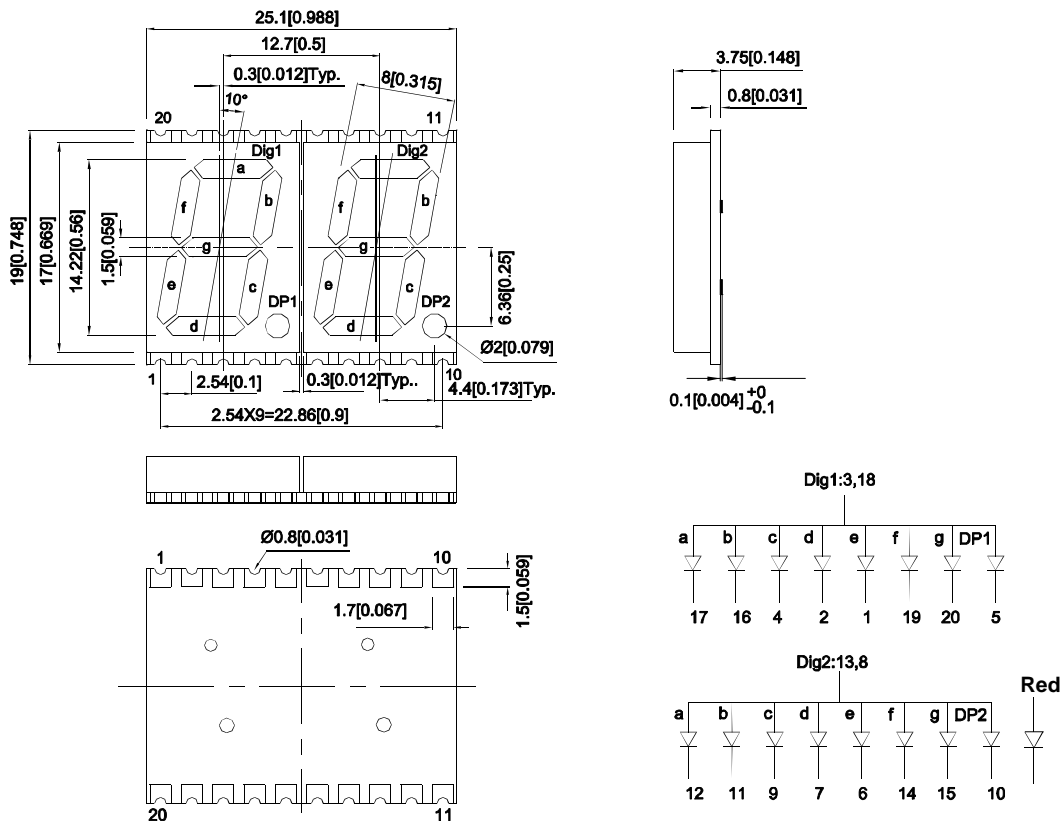 25.1[0.988]
12.7[0.5]
0.3[0.012]Typ.
8[0.315]
10°
20
11
Dig1
Dig2
a
b
f
g
e
c
d
DP1
a
b
f
g
e
c
d
DP2
19[0.748]
17[0.669]
14.22[0.56]
1.5[0.059]
6.36[0.25]
Ø2[0.079]
1
10
2.54[0.1]
0.3[0.012]Typ..
4.4[0.173]Typ.
2.54X9=22.86[0.9]
3.75[0.148]
0.8[0.031]
0.1[0.004] +0 -0.1
Ø0.8[0.031]
1
10
1.5[0.059]
1.7[0.067]
20
11
Dig1:3,18
a b c d e f g DP1
17 16 4 2 1 19 20 5
Dig2:13,8
Red
a b c d e f g DP2
12 11 9 7 6 14 15 10